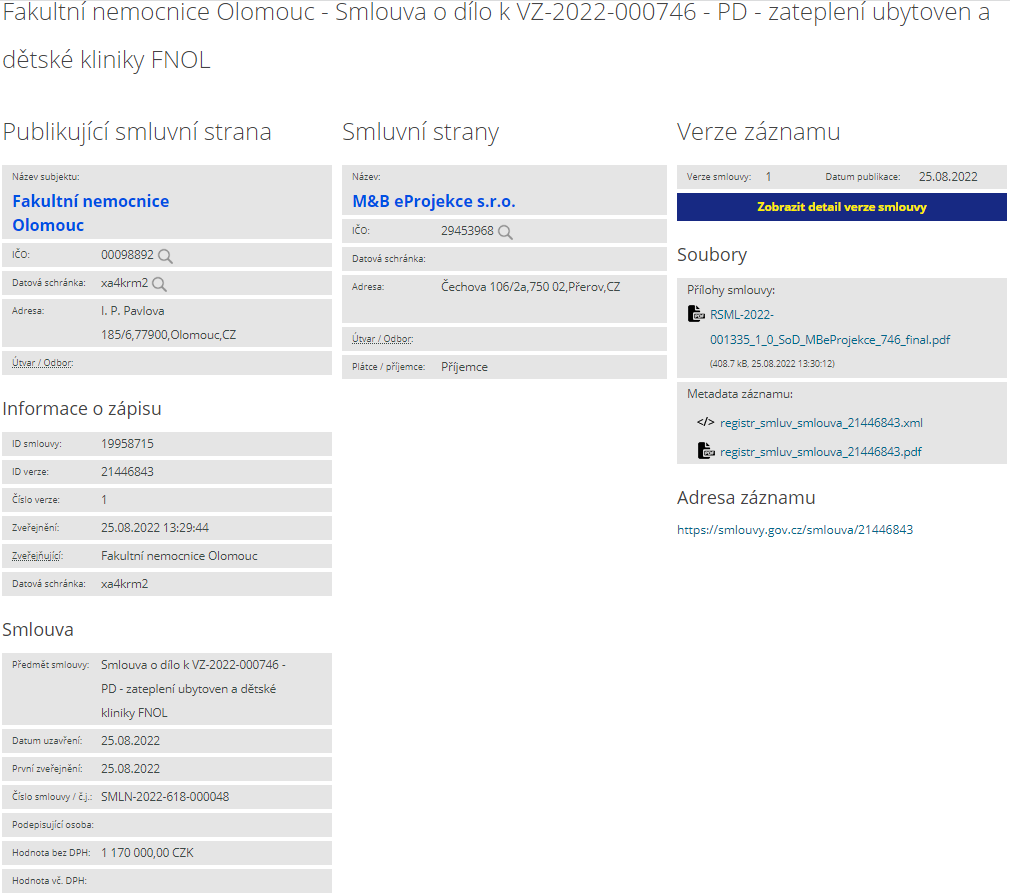 Fakultní nemocnice Olomouc - Smlouva o dílo k VZ-2022-000746 - PD - zateplení ubytoven a
dětské kliniky FNOL
Publikující smluvní strana
Název subjektu:
Fakultní nemocnice
Olomouc
IČO: 00098892
Datová schránka: xa4krm2
Adresa: I. P. Pavlova
185/6,77900,Olomouc,CZ
Útvar / Odbor:
Informace o zápisu
ID smlouvy: 19958715
ID verze: 21446843
Číslo verze: 1
Zveřejnění: 25.08.2022 13:29:44
Zveřejňující: Fakultní nemocnice Olomouc
Datová schránka: xa4krm2
Smlouva
Předmět smlouvy: Smlouva o dílo k VZ-2022-000746 -
PD - zateplení ubytoven a dětské
kliniky FNOL
Datum uzavření: 25.08.2022
První zveřejnění: 25.08.2022
Číslo smlouvy / č.j.: SMLN-2022-618-000048
Podepisující osoba:
Hodnota bez DPH: 1 170 000,00 CZK
Hodnota vč. DPH:
Smluvní strany
Název:
M&B eProjekce s.r.o.
IČO: 29453968
Datová schránka:
Adresa: Čechova 106/2a,750 02,Přerov,CZ
Útvar / Odbor:
Plátce / příjemce: Příjemce
Verze záznamu
Verze smlouvy: 1 Datum publikace: 25.08.2022
Zobrazit detail verze smlouvy
Soubory
Přílohy smlouvy:
RSML-2022-
001335_1_0_SoD_MBeProjekce_746_final.pdf
(408.7 kB, 25.08.2022 13:30:12)
Metadata záznamu:
</> registr_smluv_smlouva_21446843.xml
registr_smluv_smlouva_21446843.pdf
Adresa záznamu
https://smlouvy.gov.cz/smlouva/21446843